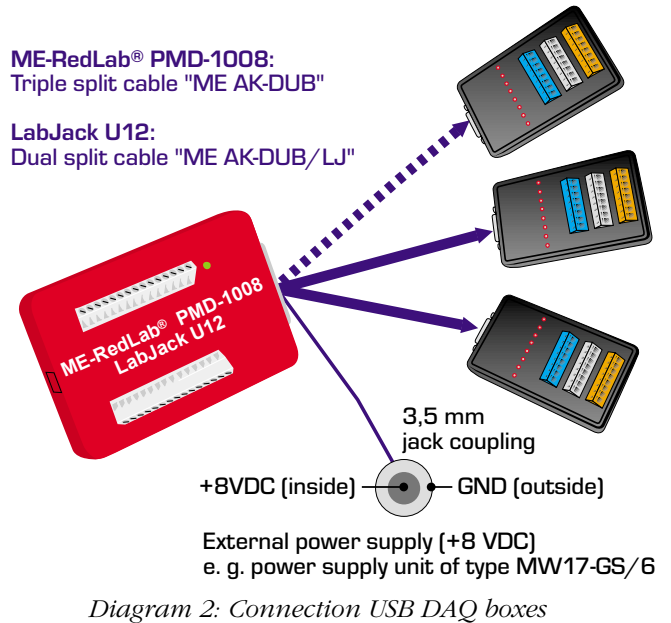 ME-RedLab® PMD-1008:
Triple split cable "ME AK-DUB"
LabJack U12:
Dual split cable "ME AK-DUB/LJ"
ME-RedLab® PMD-1008
LabJack U12
3,5 mm
jack coupling
+8VDC (inside)
GND (outside)
External power supply (+8 VDC)
e. g. power supply unit of type MW17-GS/6
Diagram 2: Connection USB DAQ boxes